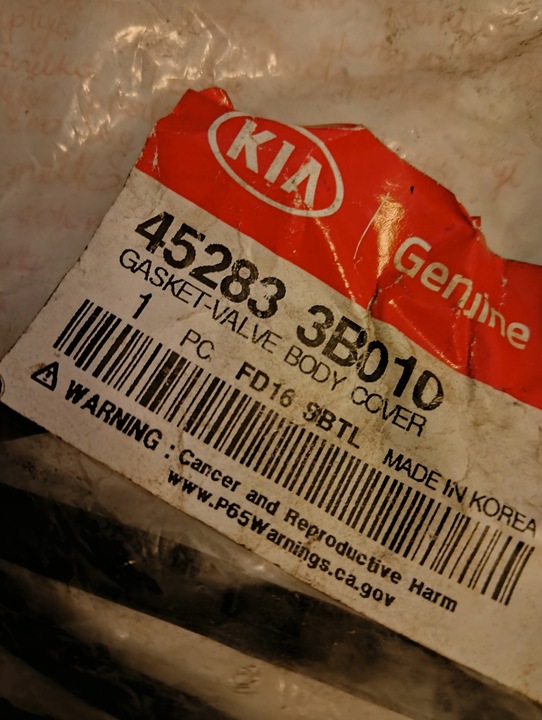 KIA
Genuine
45283 3B010
GASKET-VALVE BODY COVER
1 PC FD16 9BTL MADE IN KOREA
WARNING : Cancer and Reproductive Harm
www.P65Warnings.ca.gov